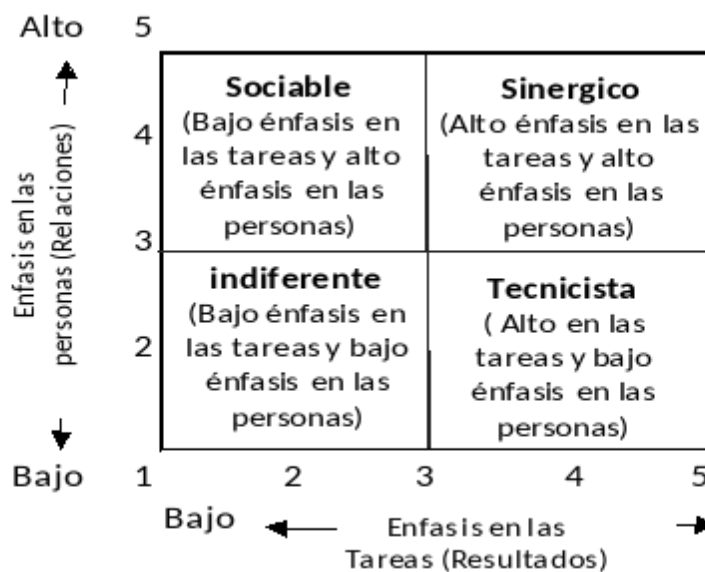 Alto 5
Sociable
(Bajo énfasis en
las tareas y alto
énfasis en las
personas)
Sinergico
(Alto énfasis en las
tareas y alto
énfasis en las
personas)
4
3
Enfasis en las
personas (Relaciones)
indiferente
(Bajo énfasis en
las tareas y bajo
énfasis en las
personas)
Tecnicista
( Alto en las
tareas y bajo
énfasis en las
personas)
2
Bajo 1 2 3 4 5
Bajo
Enfasis en las
Tareas (Resultados)